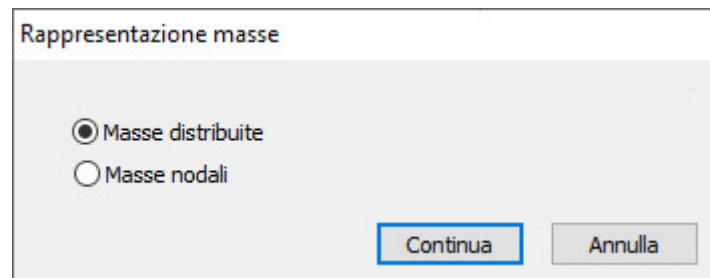 Rappresentazione masse
Masse distribuite
Masse nodali
Continua Annulla